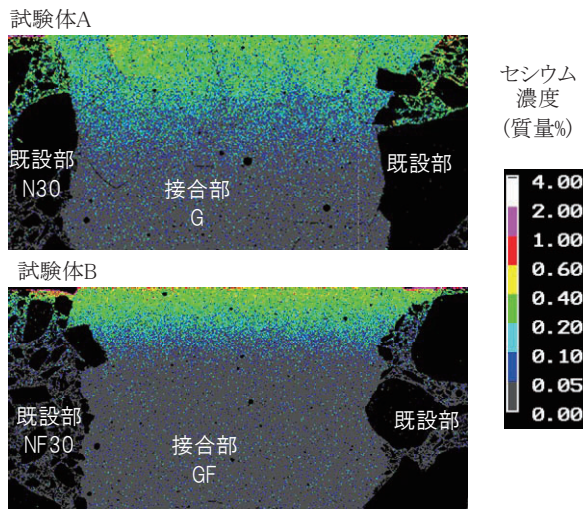 試験体A
既設部
N30
接合部
G
既設部
試験体B
既設部
NF30
接合部
GF
既設部
セシウム
濃度
(質量%)
4.00
2.00
1.00
0.60
0.40
0.20
0.10
0.05
0.00